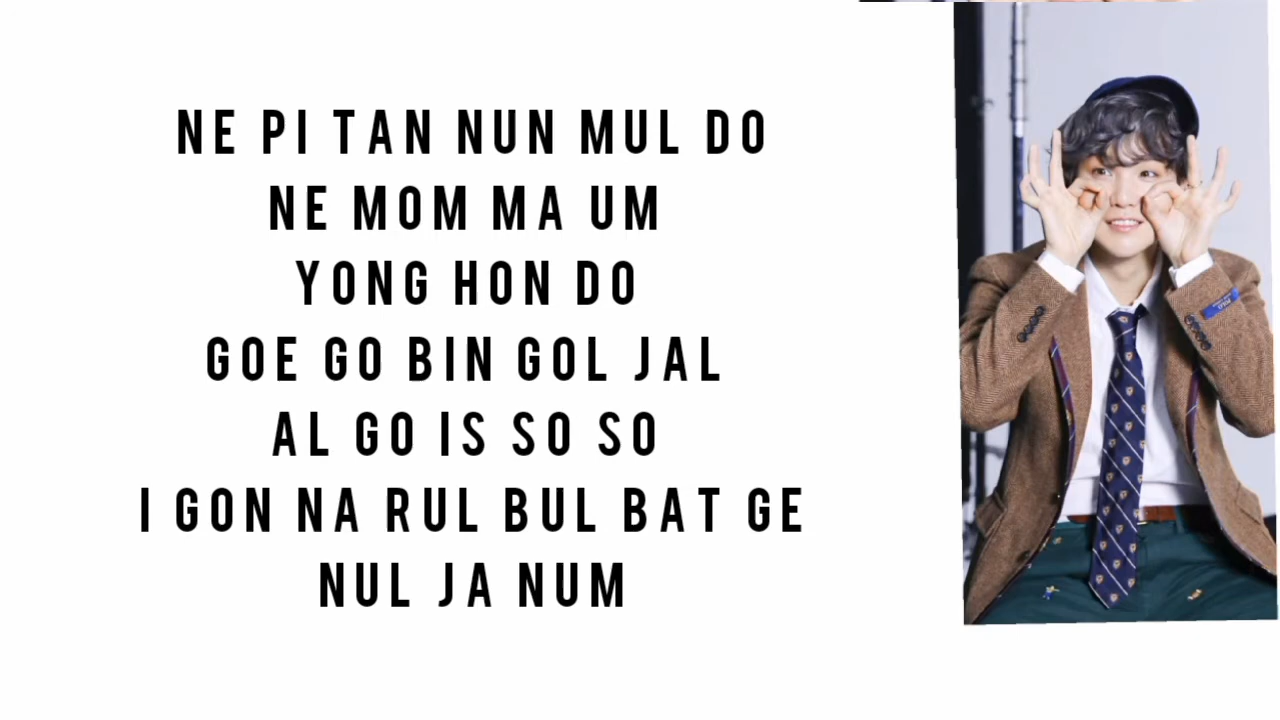 NE PI TAN NUN MUL DO
NE MOM MA UM
YONG HON DO
GOE GO BIN GOL JAL
AL GO IS SO SO
I GON NA RUL BUL BAT GE
NUL JA NUM